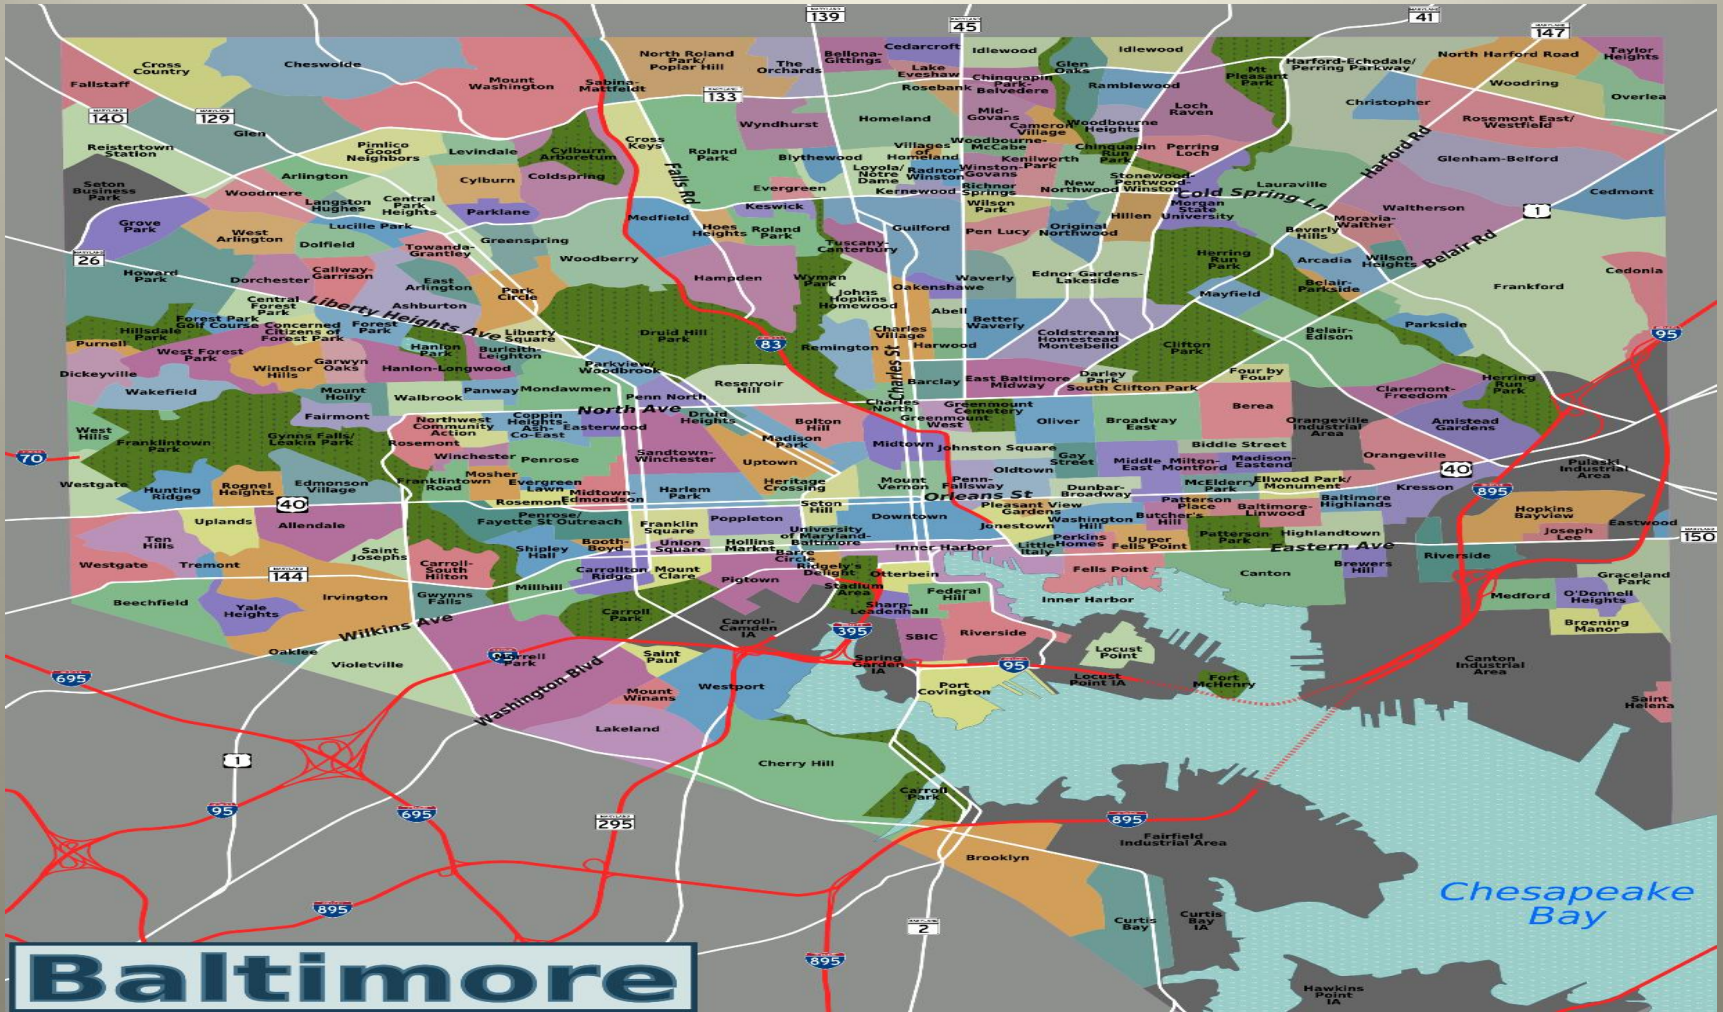 139
45
41
147
Cross
Country
Cheswolde
Fallstaff
Mount
Washington
Sabina-
Mattfeldt
North Roland
Park/
Poplar Hill
The
Orchards
Bellona-
Gittings
Cedarcroft
Lake
Eveshaw
Rosebank
Idlewood
Chinquapin
Park-
Belvedere
Glen
Oaks
Idlewood
Ramblewood
Mt
Pleasant
Park
Harford-Echodale/
Perring Parkway
North Harford Road
Taylor
Heights
Woodring
Overlea
Christopher
Rosemont East/
Westfield
140
129
133
Glen
Reistertown
Station
Pimlico
Good
Neighbors
Levindale
Cylburn
Arboretum
Cross
Keys
Roland
Park
Wyndhurst
Homeland
Mid-
Govans
Cameron
Village
Woodbourne
Heights
Loch
Raven
Woodbourne-
McCabe
Chinquapin
Run
Park
Perring
Loch
Harford Rd
Glenham-Belford
Seton
Business
Park
Arlington
Woodmere
Langston
Hughes
Central
Park
Heights
Cylburn
Coldspring
Falls Rd
Blythewood
Villages
of
Homeland
Loyola/
Notre
Dame
Radnor
Winston
Winston-
Govans
Kenilworth
Park
Evergreen
Kernewood
Richnor
Springs
New
Northwood
Stonewood-
Pentwood-
Winston
Cold Spring Ln
Lauraville
Cedmont
Grove
Park
West
Arlington
Lucille Park
Dolfield
Parklane
Medfield
Keswick
Hoes
Heights
Roland
Park
Guilford
Wilson
Park
Pen Lucy
Original
Northwood
Hillen
Morgan
State
University
Beverly
Hills
Moravia-
Walther
Waltherson
1
26
Towanda-
Grantley
Greenspring
Woodberry
Tuscany-
Canterbury
Herring
Run
Park
Arcadia
Wilson
Heights
Belair Rd
Cedonia
Howard
Park
Dorchester
Callway-
Garrison
East
Arlington
Park
Circle
Hampden
Wyman
Park
Johns
Hopkins
Homewood
Oakenshawe
Waverly
Ednor Gardens-
Lakeside
Mayfield
Belair-
Parkside
Frankford
Central
Forest
Park
Liberty Heights Ave
Ashburton
Forest Park
Golf Course
Concerned
Citizens of
Forest Park
Forest
Park
Liberty
Square
Druid Hill
Park
83
Charles
Village
Abell
Better
Waverly
Coldstream
Homestead
Montebello
Belair-
Edison
Parkside
95
Hillsdale
Park
Purnell
West Forest
Park
Garwyn
Oaks
Windsor
Hills
Hanlon
Park
Burleith-
Leighton
Hanlon-Longwood
Parkview/
Woodbrook
Remington
Charles St
Harwood
Clifton
Park
Dickeyville
Wakefield
Mount
Holly
Walbrook
Panway
Mondawmen
Penn North
Reservoir
Hill
Barclay
East Baltimore
Midway
Darley
Park
South Clifton Park
Four by
Four
Claremont-
Freedom
Herring
Run
Park
West
Hills
Franklintown
Park
Fairmont
Gynns Falls/
Leakin Park
Northwest
Community
Action
Rosemont
Coppin
Heights-
Ash-
Co-East
North Ave
Easterwood
Druid
Heights
Bolton
Hill
Madison
Park
Charles
North
Greenmount
Cemetery
Greenmount
West
Oliver
Broadway
East
Berea
Orangeville
Industrial
Area
Amistead
Gardens
70
Winchester
Penrose
Sandtown-
Winchester
Uptown
Midtown
Johnston Square
Gay
Street
Biddle Street
Orangeville
Westgate
Hunting
Ridge
Rognel
Heights
Edmonson
Village
Franklintown
Road
Mosher
Evergreen
Lawn
Rosemont
Midtown-
Edmondson
Harlem
Park
Heritage
Crossing
Mount
Vernon
Oldtown
Penn-
Fallsway
Middle
East
Milton-
Montford
Madison-
Eastend
40
Pulaski
Industrial
Area
40
Orleans St
Dunbar-
Broadway
McElderry
Park
Ellwood Park/
Monument
Kresson
895
Uplands
Allendale
Penrose/
Fayette St Outreach
Franklin
Square
Poppleton
Seton
Hill
Downtown
Pleasant View
Gardens
Jonestown
Washington
Hill
Patterson
Place
Butcher's
Hill
Baltimore-
Linwood
Baltimore
Highlands
Hopkins
Bayview
Joseph
Lee
Eastwood
150
Ten
Hills
Saint
Josephs
Shipley
Hall
Booth-
Boyd
Union
Square
Hollins
Market
University
of Maryland-
Baltimore
Barre
Circle
Inner Harbor
Little
Italy
Perkins
Homes
Upper
Fells Point
Patterson
Park
Highlandtown
Eastern Ave
Riverside
Westgate
Tremont
Carroll-
South
Hilton
Carrollton
Ridge
Mount
Clare
Pigtown
Ridgely's
Delight
Otterbein
Fells Point
Canton
Brewers
Hill
Graceland
Park
144
Irvington
Gwynns
Falls
Millhill
Stadium
Area
Federal
Hill
Inner Harbor
Medford
O'Donnell
Heights
Beechfield
Yale
Heights
Wilkins Ave
Carroll
Park
Carroll-
Camden
IA
Sharp-
Leadenhall
395
SBIC
Riverside
Broening
Manor
Oaklee
Violetville
95
Saint
Paul
Spring
Garden
IA
95
Locust
Point
Canton
Industrial
Area
695
Washington Blvd
Mount
Winans
Westport
Port
Covington
Locust
Point IA
Fort
McHenry
Saint
Helena
Lakeland
1
Cherry Hill
Carroll
Park
95
695
295
895
Fairfield
Industrial Area
Brooklyn
Chesapeake
Bay
895
2
Curtis
Bay
Curtis
Bay
IA
895
Hawkins
Point
IA
Baltimore